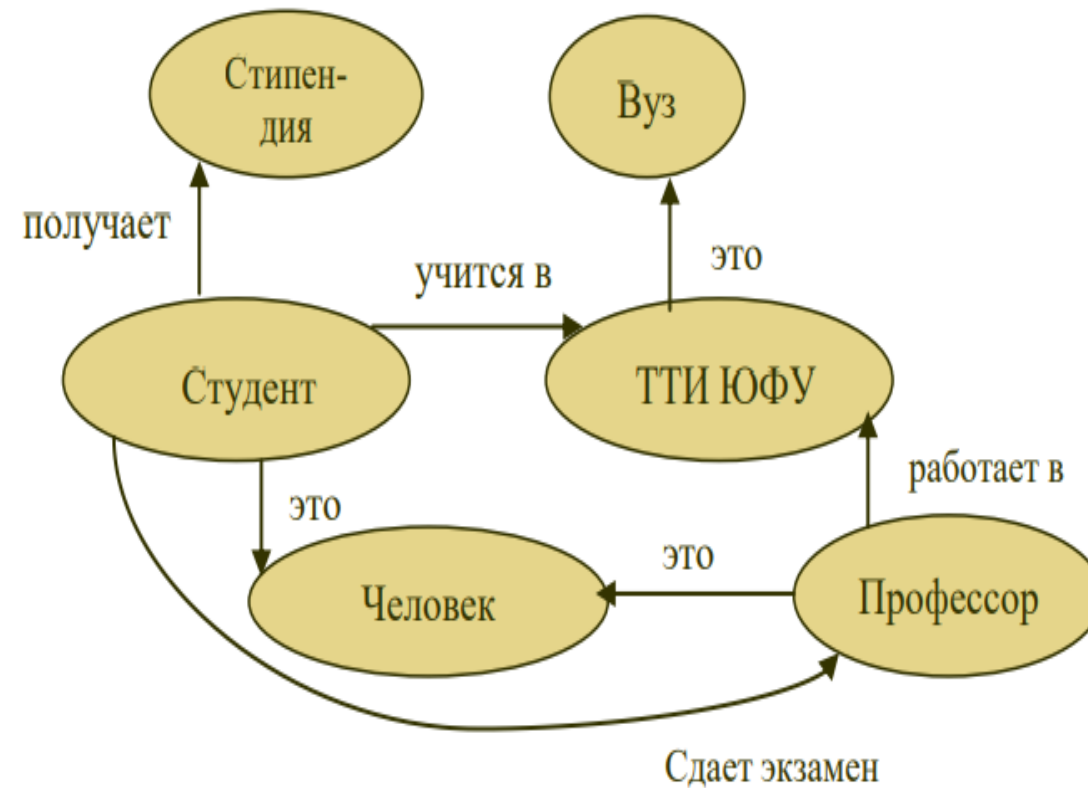 Стипен-
дия
Вуз
получает
это
учится в
Студент
ТТИ ЮФУ
работает в
это
это
Человек
Профессор
Сдает экзамен